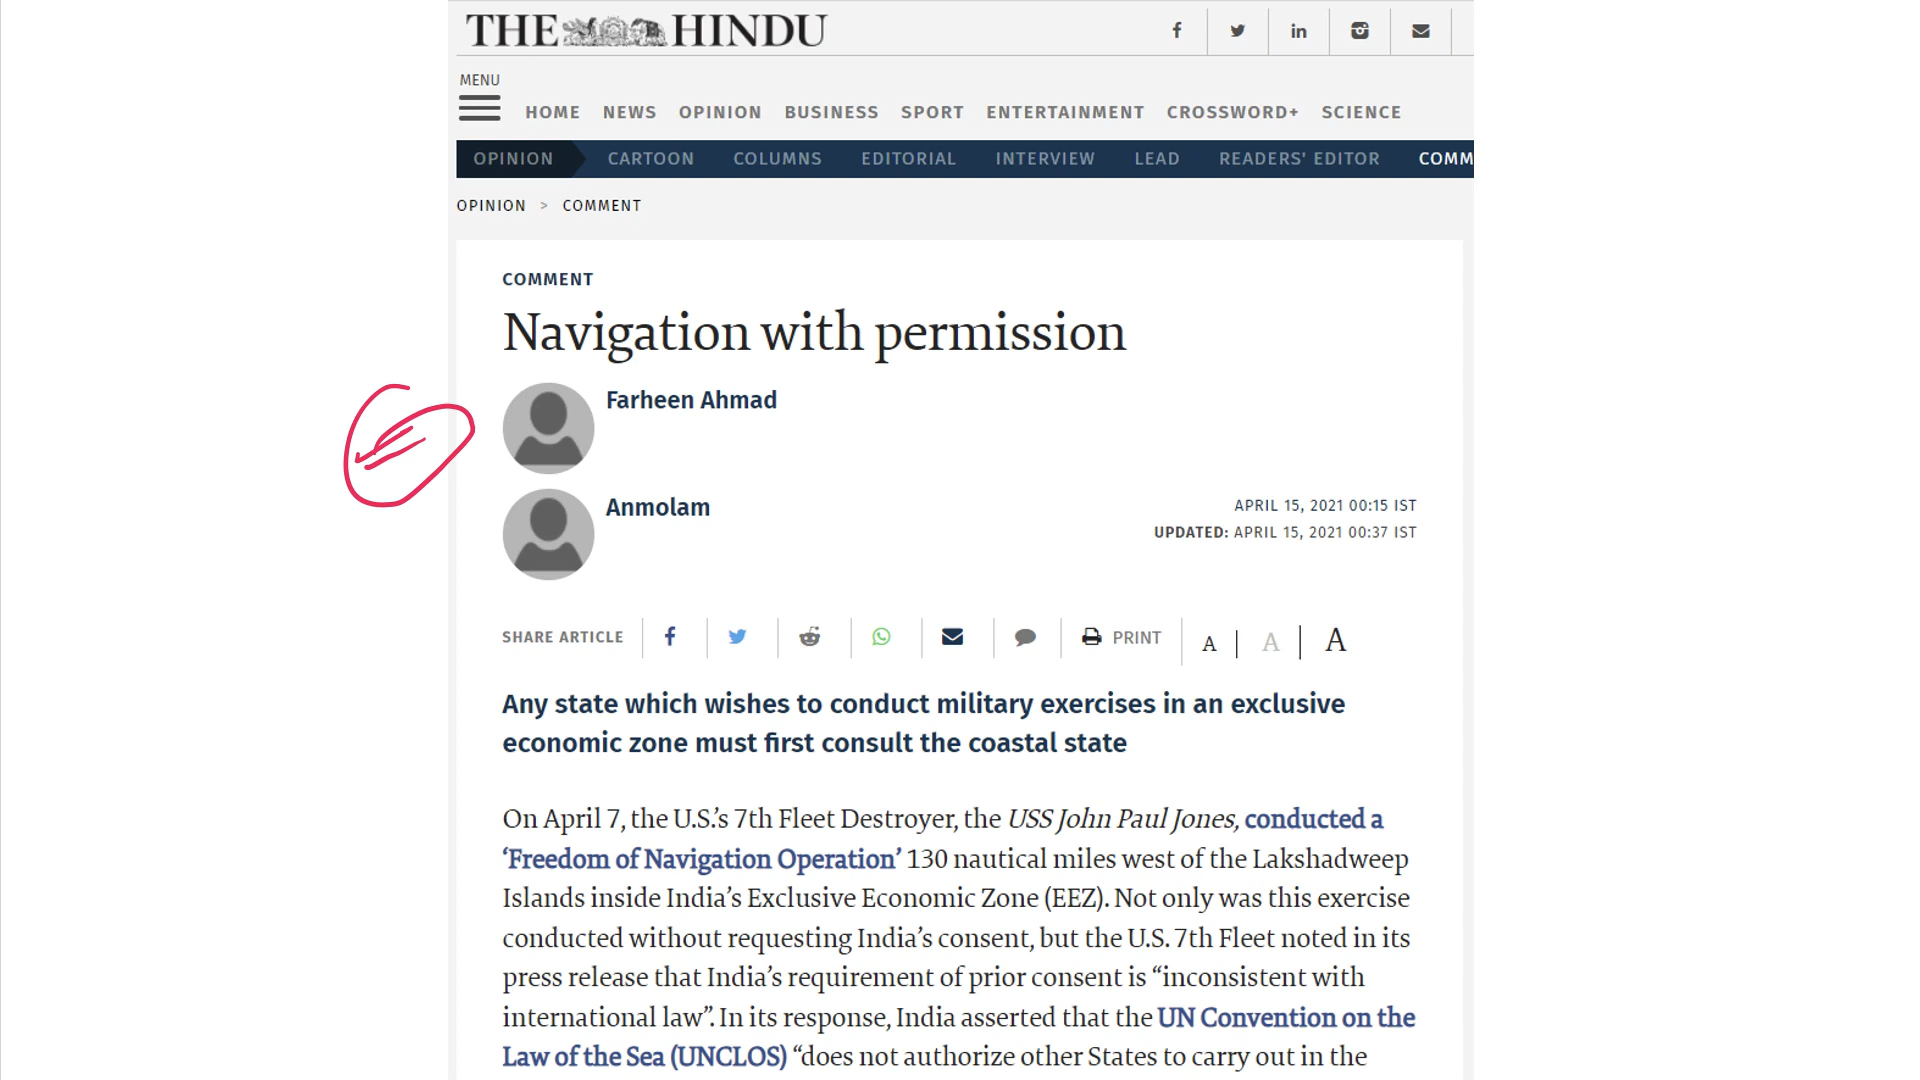 THE HINDU
MENU
HOME NEWS OPINION BUSINESS SPORT ENTERTAINMENT CROSSWORD+ SCIENCE
OPINION CARTOON COLUMNS EDITORIAL INTERVIEW LEAD READERS' EDITOR COMM
OPINION > COMMENT
COMMENT
Navigation with permission
Farheen Ahmad
Anmolam
APRIL 15, 2021 00:15 IST
UPDATED: APRIL 15, 2021 00:37 IST
SHARE ARTICLE PRINT A A A
Any state which wishes to conduct military exercises in an exclusive
economic zone must first consult the coastal state
On April 7, the U.S.’s 7th Fleet Destroyer, the USS John Paul Jones, conducted a
‘Freedom of Navigation Operation’ 130 nautical miles west of the Lakshadweep
Islands inside India’s Exclusive Economic Zone (EEZ). Not only was this exercise
conducted without requesting India’s consent, but the U.S. 7th Fleet noted in its
press release that India’s requirement of prior consent is “inconsistent with
international law”. In its response, India asserted that the UN Convention on the
Law of the Sea (UNCLOS) “does not authorize other States to carry out in the